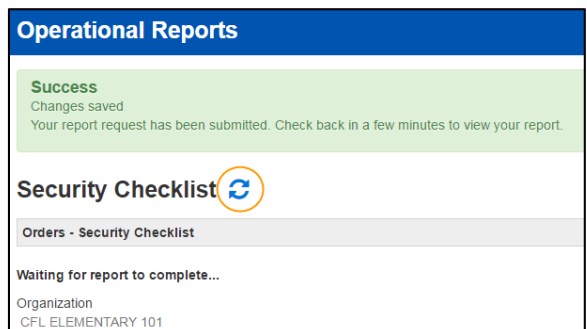 Operational Reports
Success
Changes saved
Your report request has been submitted. Check back in a few minutes to view your report.
Security Checklist
Orders - Security Checklist
Waiting for report to complete...
Organization
CFL ELEMENTARY 101